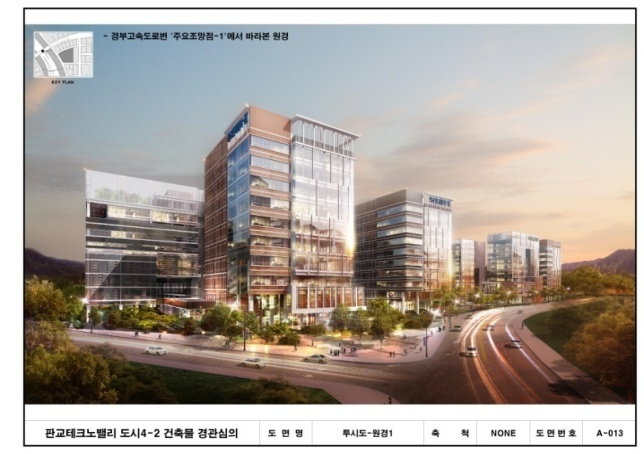 - 경부고속도로변 '주요조망점-1'에서 바라본 원경
KEY PLAN
판교테크노밸리 도시4-2 건축물 경관심의 도 면 명 투시도-원경1 축 척 NONE 도 면 번 호 A-013